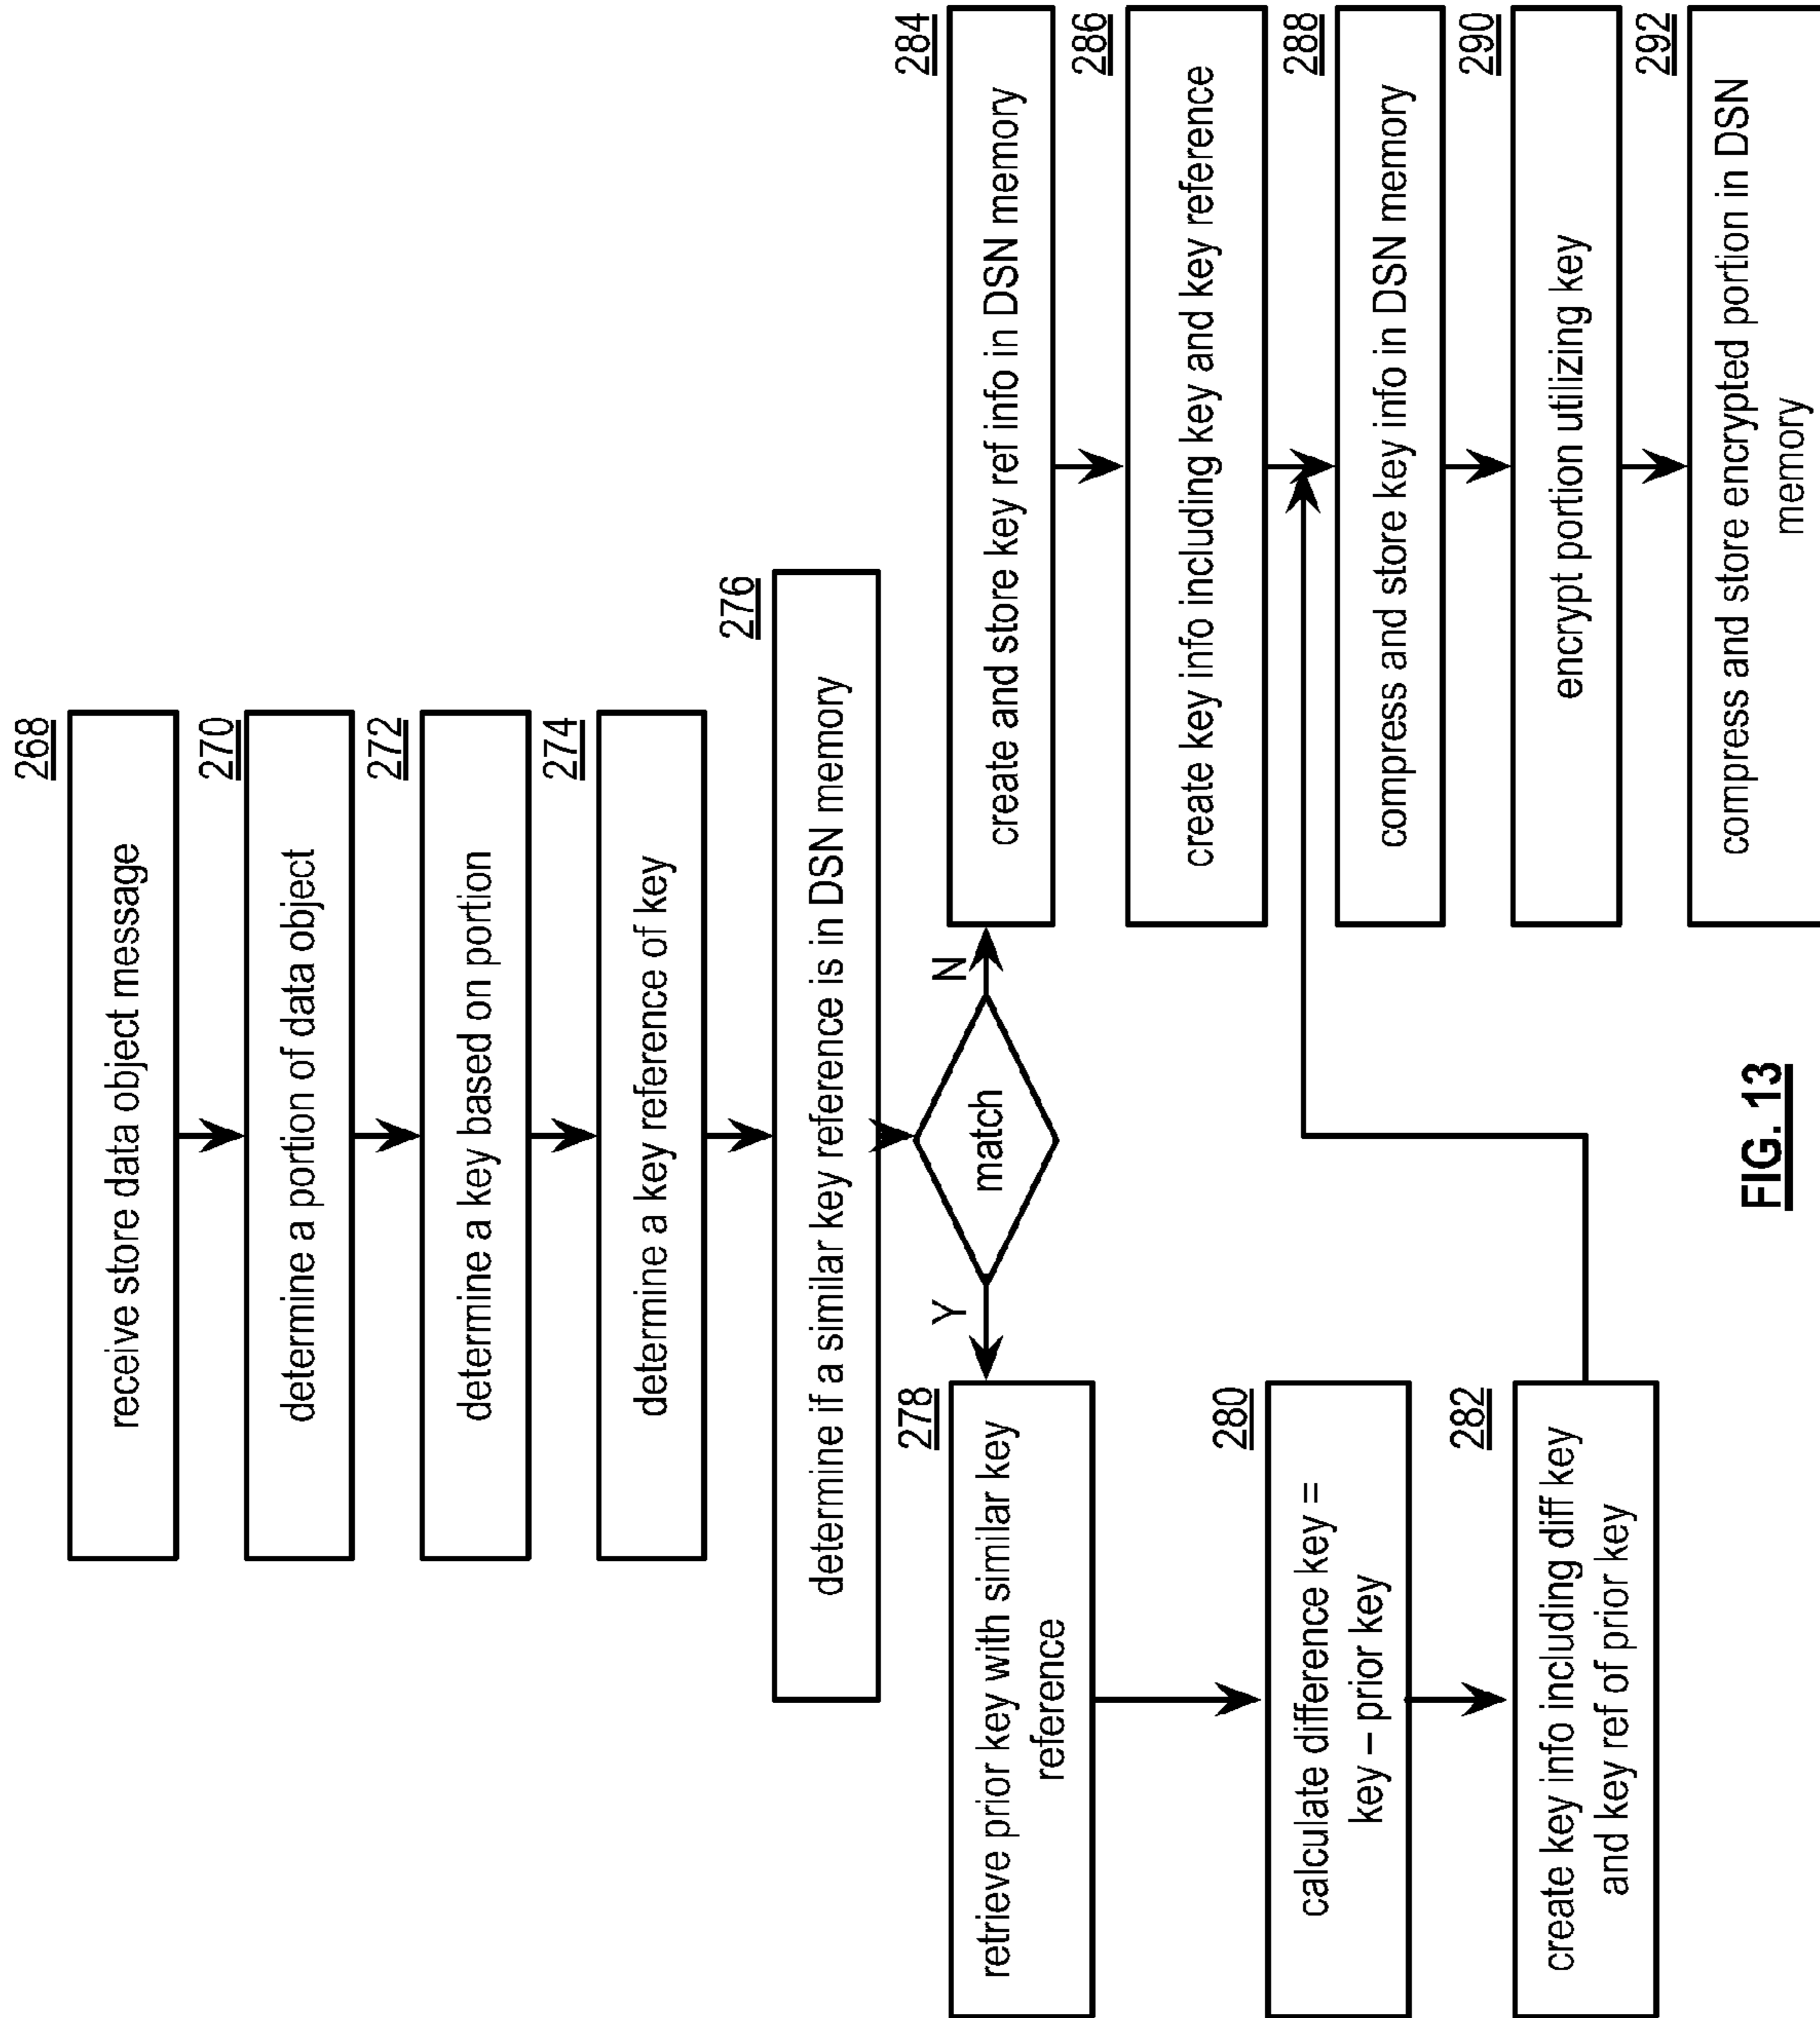 268
receive store data object message
270
determine a portion of data object
272
determine a key based on portion
274
determine a key reference of key
276
determine if a similar key reference is in DSN memory
match
Y
N
278
retrieve prior key with similar key
reference
280
calculate difference key =
key – prior key
282
create key info including diff key
and key ref of prior key
284
create and store key ref info in DSN memory
286
create key info including key and key reference
288
compress and store key info in DSN memory
290
encrypt portion utilizing key
292
compress and store encrypted portion in DSN
memory
FIG. 13